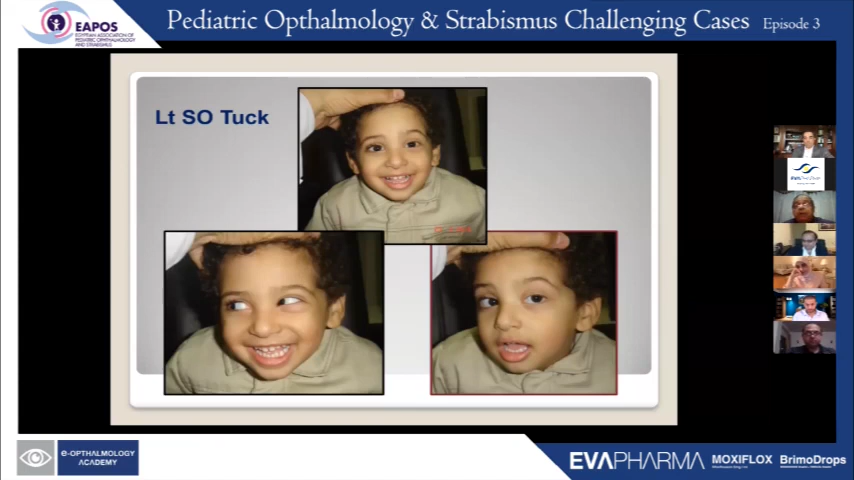 Pediatric Opthalmology & Strabismus Challenging Cases Episode 3
EAPOS
EGYPTIAN ASSOCIATION OF
PEDIATRIC OPHTHALMOLOGY
AND STRABISMUS
Lt SO Tuck
e-OPTHALMOLOGY
ACADEMY
EVAPHARMA
MOXIFLOX
BrimoDrops